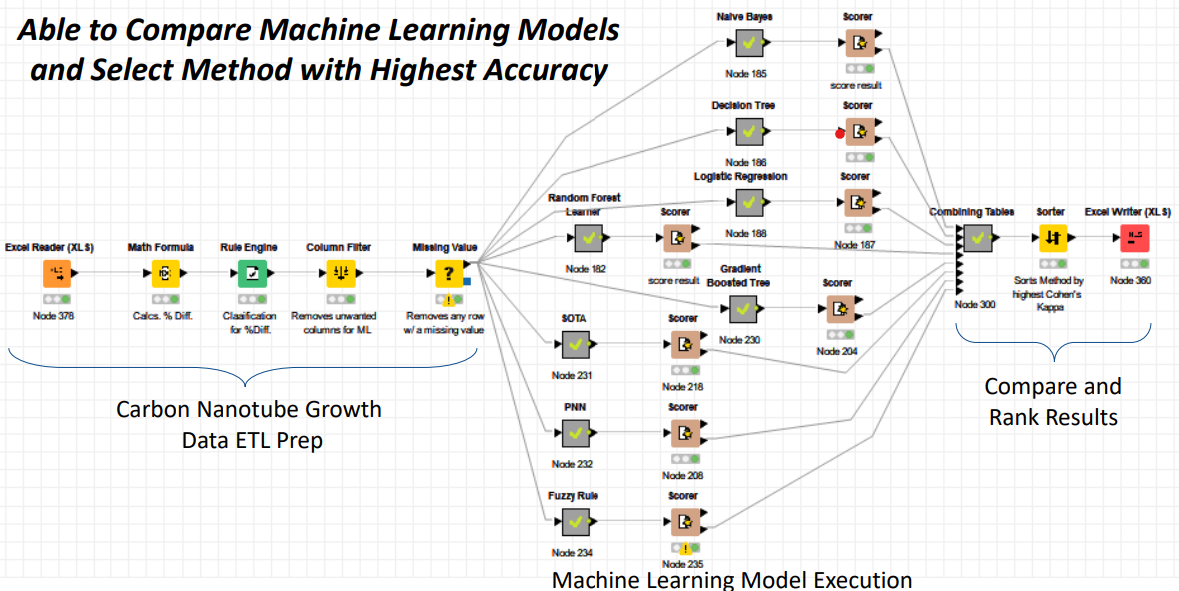 Able to Compare Machine Learning Models
and Select Method with Highest Accuracy
Naive Bayes
Scorer
Node 185
score result
Decision Tree
Scorer
Node 186
Logistic Regression
Scorer
Node 188
Node 187
Random Forest
Learner
Scorer
Node 182
score result
Excel Reader (XLS)
Math Formula
Rule Engine
Column Filter
Missing Value
Node 378
Calcs. % Diff.
Claaification
for %Diff.
Removes unwanted
columns for ML
Removes any row
w/ a missing value
Gradient
Boosted Tree
Scorer
Node 230
Node 204
SOTA
Scorer
Node 231
Node 218
PNN
Scorer
Node 232
Node 208
Fuzzy Rule
Scorer
Node 234
Node 235
Combining Tables
Sorter
Excel Writer (XLS)
Node 300
Sorts Method by
highest Cohen's
Kappa
Node 360
Carbon Nanotube Growth
Data ETL Prep
Compare and
Rank Results
Machine Learning Model Execution